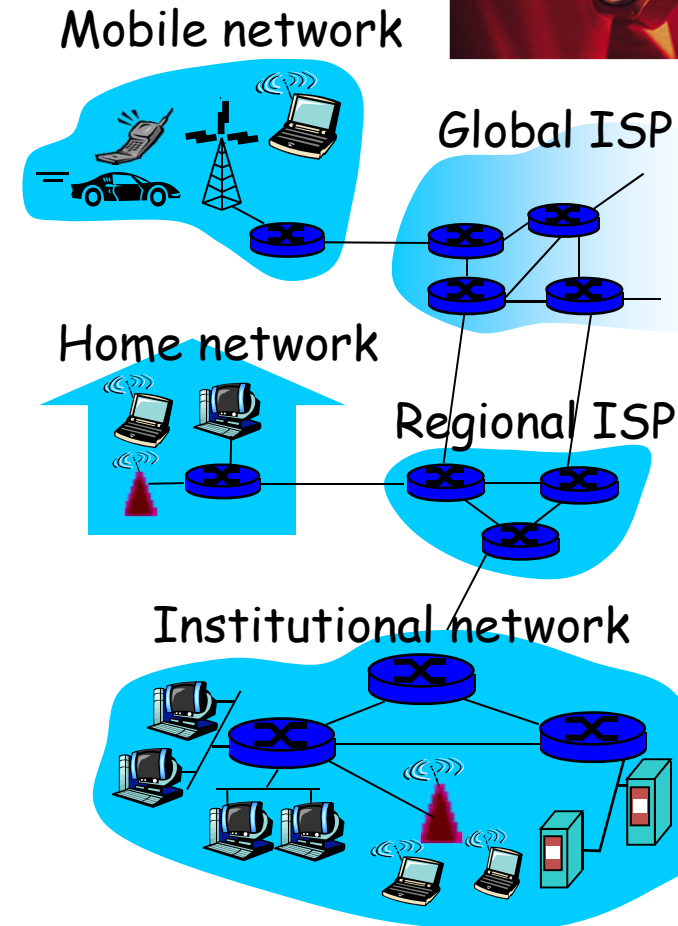 Mobile network
Global ISP
Home network
Regional ISP
Institutional network